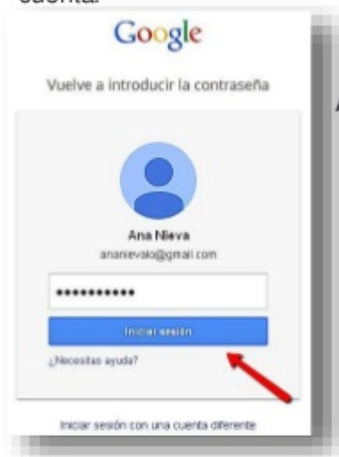 cuenta.
Google
Vuelve a introducir la contraseña
Ana Nieva
ananievalo@gmail.com
••••••••••
Iniciar sesión
¿Necesitas ayuda?
Iniciar sesión con una cuenta diferente